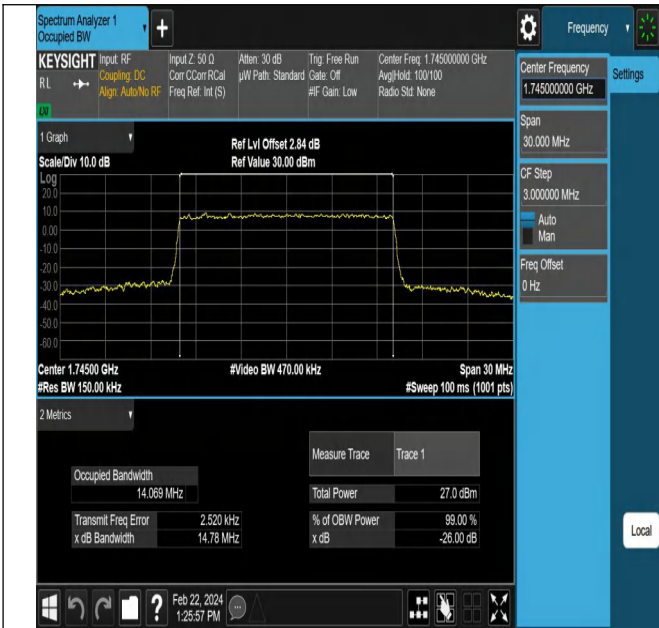 Spectrum Analyzer 1
Occupied BW
Frequency
KEYSIGHT
RL
LXI
Input: RF
Coupling: DC
Align: Auto/No RF
Input Z: 50 Ω
Corr CCorr RCal
Freq Ref: Int (S)
Atten: 30 dB
µW Path: Standard
Trig: Free Run
Gate: Off
#IF Gain: Low
Center Freq: 1.745000000 GHz
Avg|Hold: 100/100
Radio Std: None
Center Frequency
1.745000000 GHz
Settings
Span
30.000 MHz
CF Step
3.000000 MHz
Auto
Man
Freq Offset
0 Hz
1 Graph
Scale/Div 10.0 dB
Ref Lvl Offset 2.84 dB
Ref Value 30.00 dBm
Log
20.0
10.0
0.00
-10.0
-20.0
-30.0
-40.0
-50.0
-60.0
Center 1.74500 GHz
#Video BW 470.00 kHz
Span 30 MHz
#Res BW 150.00 kHz
#Sweep 100 ms (1001 pts)
2 Metrics
Measure Trace
Trace 1
Occupied Bandwidth
14.069 MHz
Total Power
27.0 dBm
Transmit Freq Error
2.520 kHz
% of OBW Power
99.00 %
x dB Bandwidth
14.78 MHz
x dB
-26.00 dB
Local
?
Feb 22, 2024
1:25:57 PM